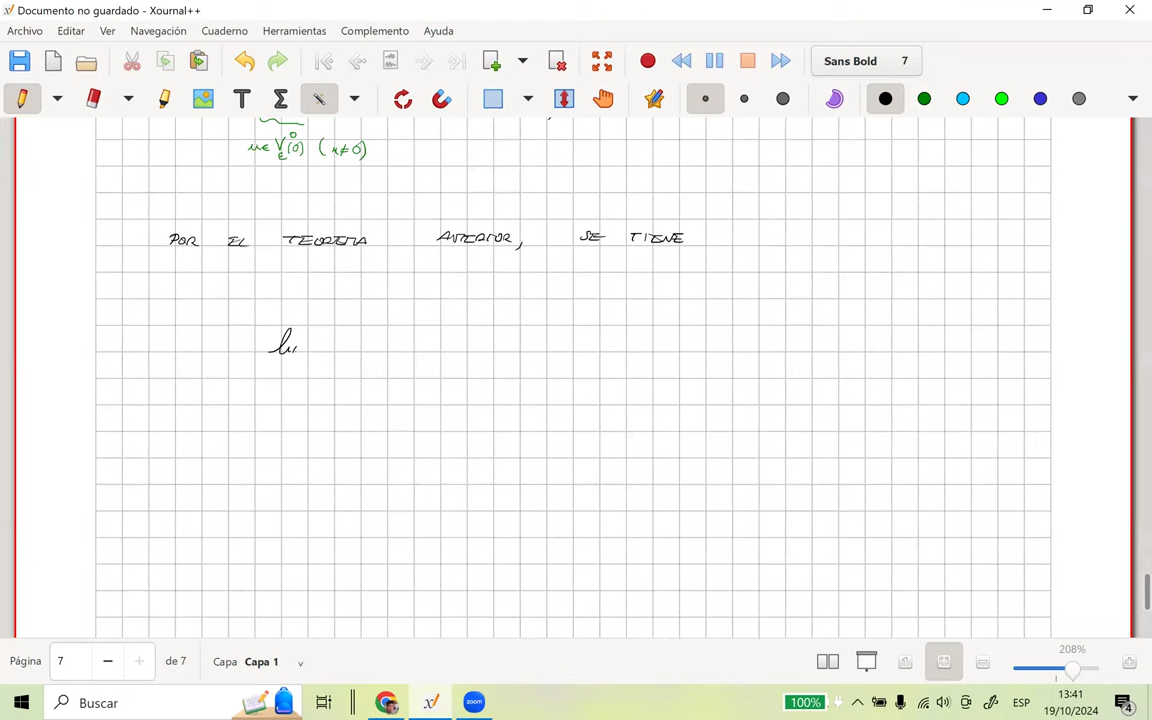 Documento no guardado - Xournal++
Archivo Editar Ver Navegación Cuaderno Herramientas Complemento Ayuda
Sans Bold 7
T Σ
u ∈ V°ε(0) (u≠0)
POR EL TEOREMA ANTERIOR, SE TIENE
Página 7 de 7 Capa Capa 1 208%
Buscar zoom 100% ESP 13:41
19/10/2024 4